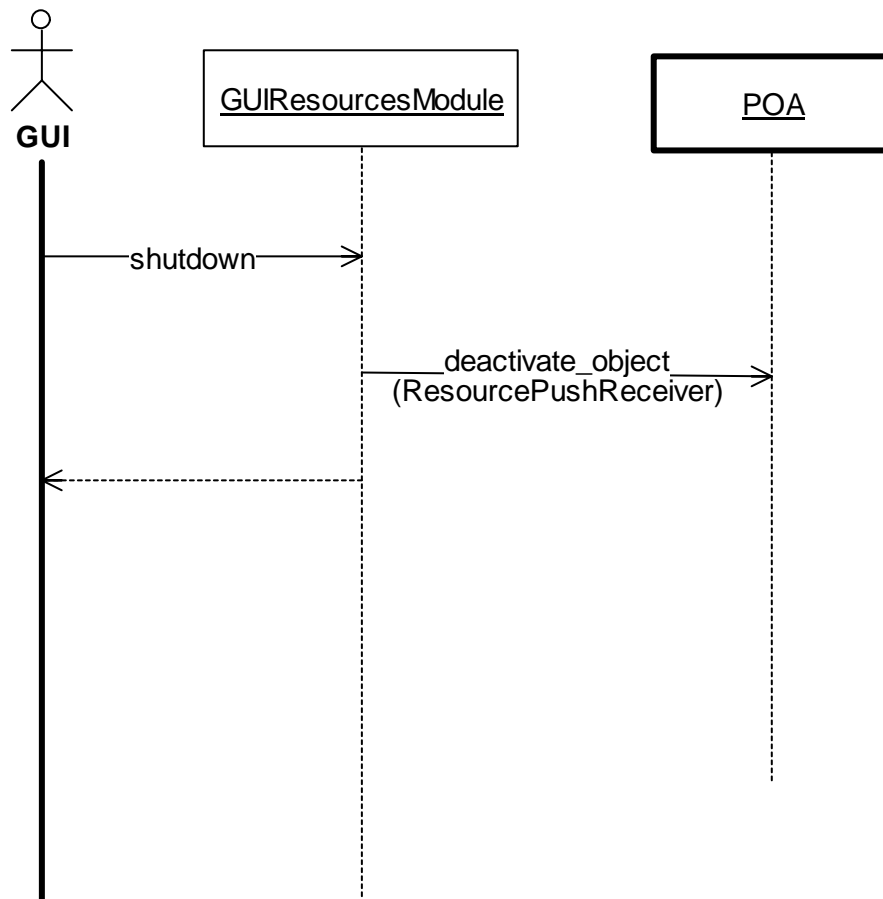 GUI
GUIResourcesModule
POA
shutdown
deactivate_object
(ResourcePushReceiver)